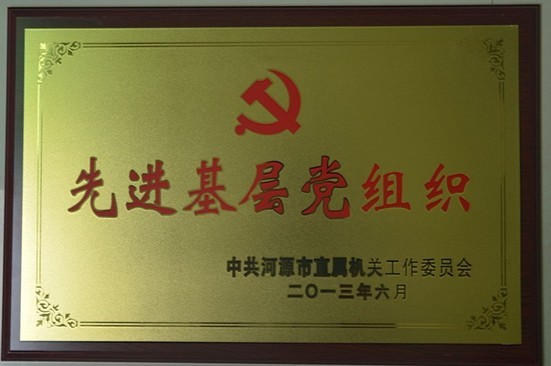 先进基层党组织
中共河源市直属机关工作委员会
二〇一三年六月